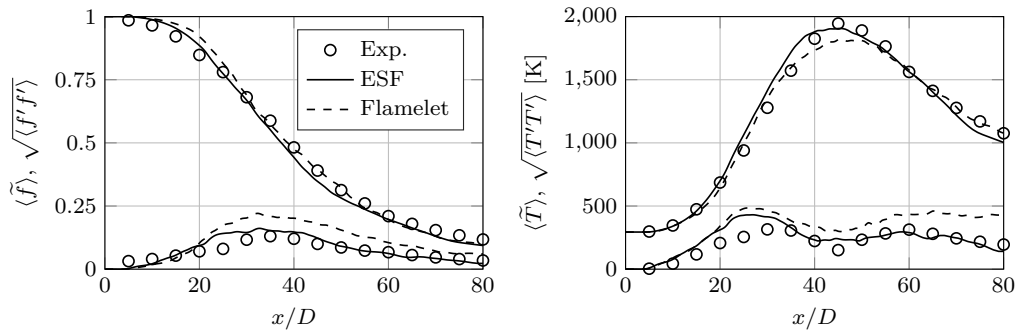 1
0.75
0.5
0.25
0
0 20 40 60 80
x/D
⟨f̃⟩, √⟨f′f′⟩
Exp.
ESF
Flamelet
2,000
1,500
1,000
500
0
0 20 40 60 80
x/D
⟨T̃⟩, √⟨T′T′⟩ [K]